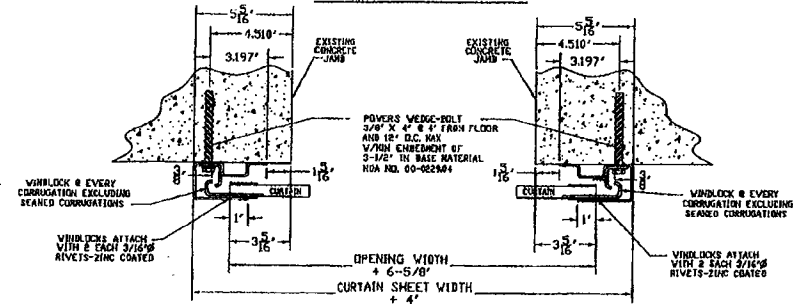 5 5/16'
4.510'
3.197'
EXISTING
CONCRETE
JAMB
POWERS WEDGE-BOLT
3/8' X 4' @ 4' FROM FLOOR
AND 12' O.C. MAX
W/MIN EMBEDMENT OF
3-1/2' IN BASE MATERIAL
NOA NO. 00-0229.04
EXISTING
CONCRETE
JAMB
5 5/16'
4.510'
3.197'
3/8
1 5/16'
CURTAIN
WINDLOCK @ EVERY
CORRUGATION EXCLUDING
SEAMED CORRUGATIONS
1'
3 5/16'
WINDLOCKS ATTACH
WITH 2 EACH 3/16'Ø
RIVETS-ZINC COATED
1 5/16'
3/8
CURTAIN
WINDLOCK @ EVERY
CORRUGATION EXCLUDING
SEAMED CORRUGATIONS
1'
3 5/16'
WINDLOCKS ATTACH
WITH 2 EACH 3/16'Ø
RIVETS-ZINC COATED
OPENING WIDTH
+ 6-5/8'
CURTAIN SHEET WIDTH
+ 4'